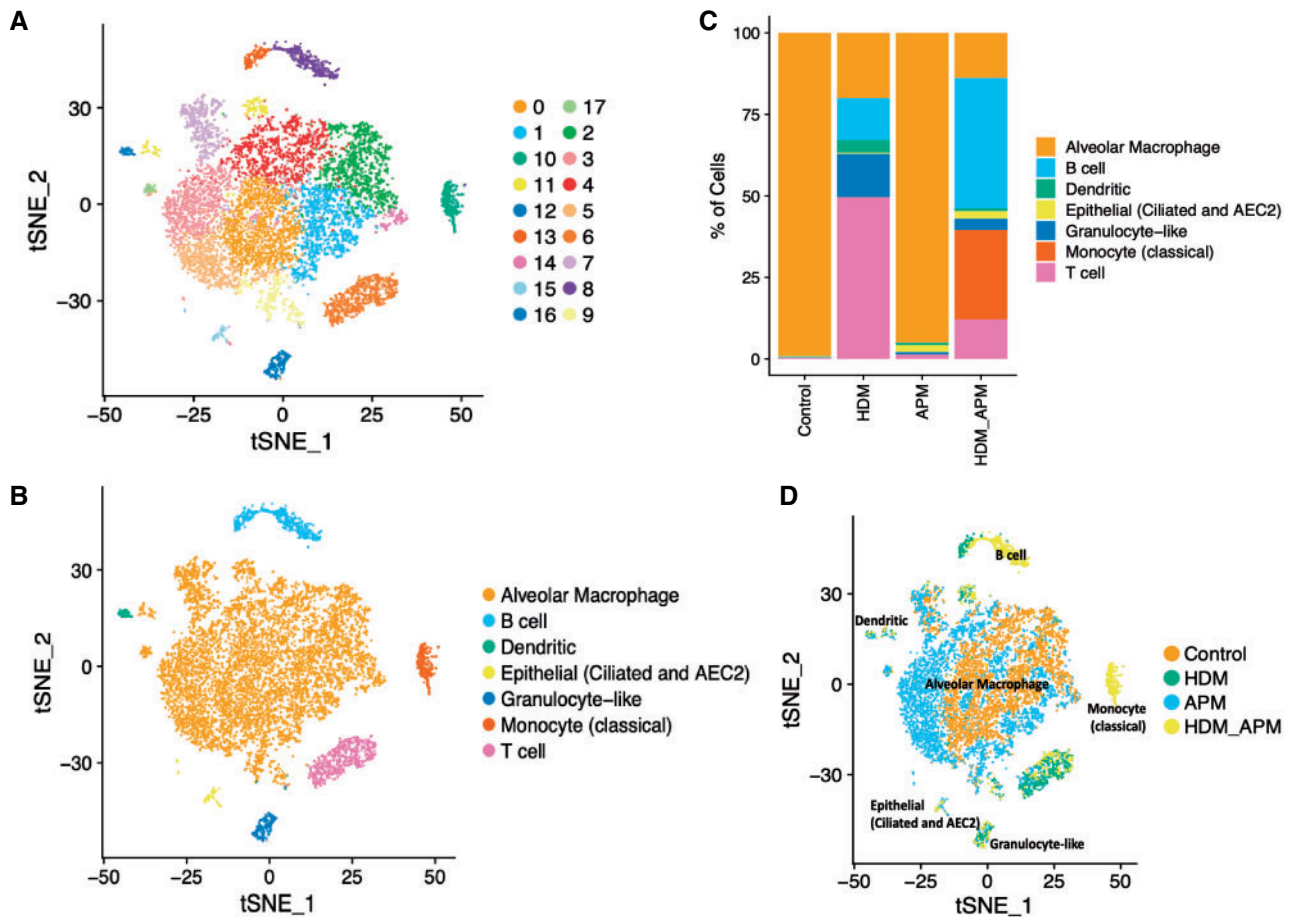 A
30
0
−30
tSNE_2
−50
−25
0
25
50
tSNE_1
0
17
1
2
10
3
11
4
12
5
13
6
14
7
15
8
16
9
C
100
75
50
25
0
% of Cells
Control
HDM
APM
HDM_APM
Alveolar Macrophage
B cell
Dendritic
Epithelial (Ciliated and AEC2)
Granulocyte−like
Monocyte (classical)
T cell
B
30
0
−30
tSNE_2
−50
−25
0
25
50
tSNE_1
Alveolar Macrophage
B cell
Dendritic
Epithelial (Ciliated and AEC2)
Granulocyte−like
Monocyte (classical)
T cell
D
30
0
−30
tSNE_2
−50
−25
0
25
50
tSNE_1
B cell
Dendritic
Alveolar Macrophage
Monocyte
(classical)
Epithelial
(Ciliated and AEC2)
Granulocyte-like
Control
HDM
APM
HDM_APM